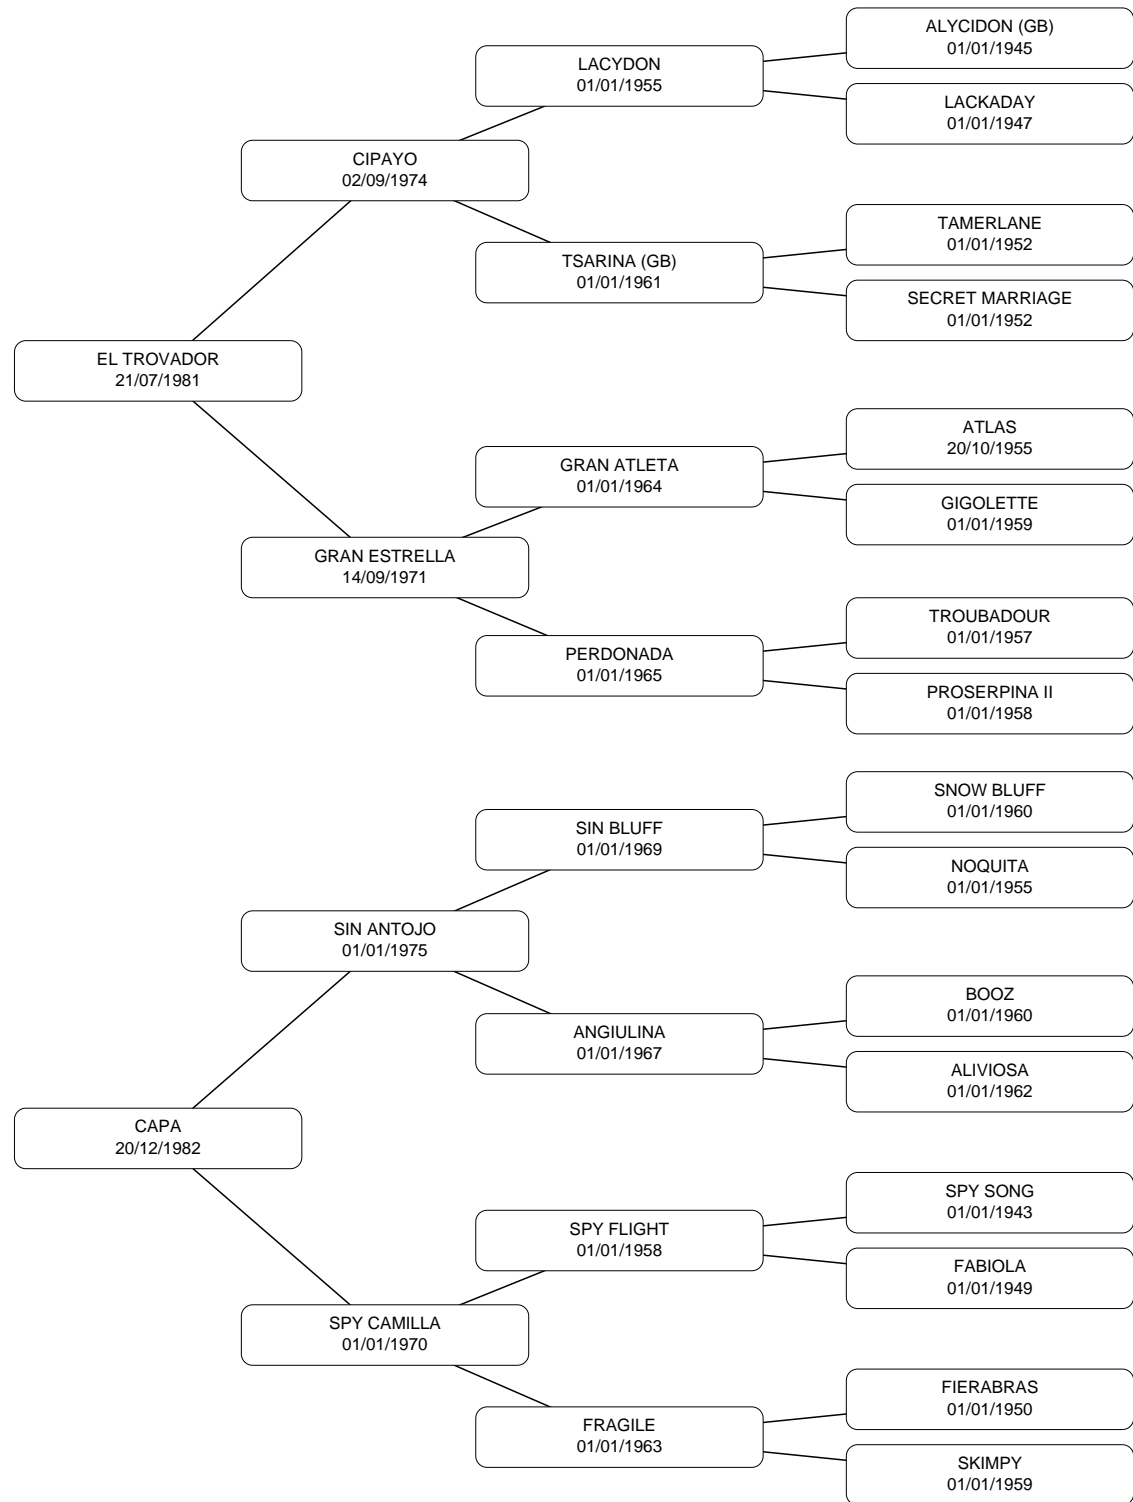 ALYCIDON (GB)
01/01/1945
LACYDON
01/01/1955
LACKADAY
01/01/1947
CIPAYO
02/09/1974
TAMERLANE
01/01/1952
TSARINA (GB)
01/01/1961
SECRET MARRIAGE
01/01/1952
EL TROVADOR
21/07/1981
ATLAS
20/10/1955
GRAN ATLETA
01/01/1964
GIGOLETTE
01/01/1959
GRAN ESTRELLA
14/09/1971
TROUBADOUR
01/01/1957
PERDONADA
01/01/1965
PROSERPINA II
01/01/1958
SNOW BLUFF
01/01/1960
SIN BLUFF
01/01/1969
NOQUITA
01/01/1955
SIN ANTOJO
01/01/1975
BOOZ
01/01/1960
ANGIULINA
01/01/1967
ALIVIOSA
01/01/1962
CAPA
20/12/1982
SPY SONG
01/01/1943
SPY FLIGHT
01/01/1958
FABIOLA
01/01/1949
SPY CAMILLA
01/01/1970
FIERABRAS
01/01/1950
FRAGILE
01/01/1963
SKIMPY
01/01/1959